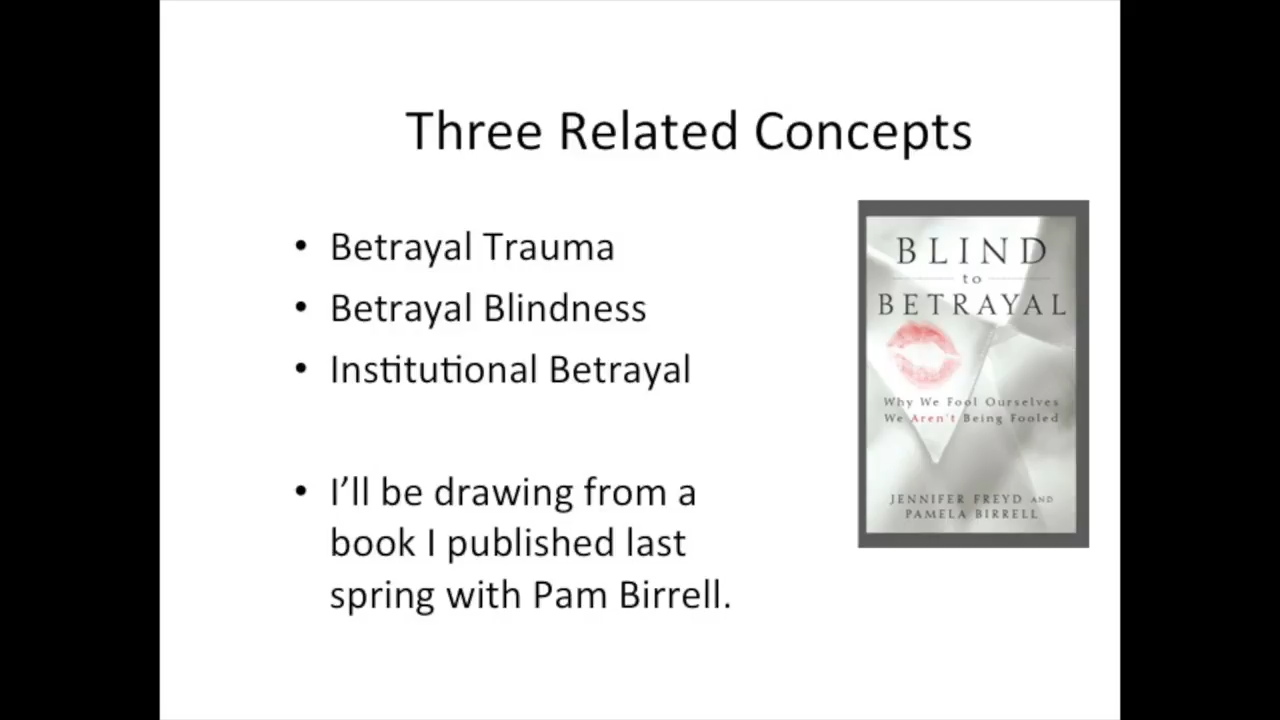 Three Related Concepts
• Betrayal Trauma
• Betrayal Blindness
• Institutional Betrayal
• I’ll be drawing from a
book I published last
spring with Pam Birrell.
BLIND
to
BETRAYAL
Why We Fool Ourselves
We Aren't Being Fooled
JENNIFER FREYD AND
PAMELA BIRRELL